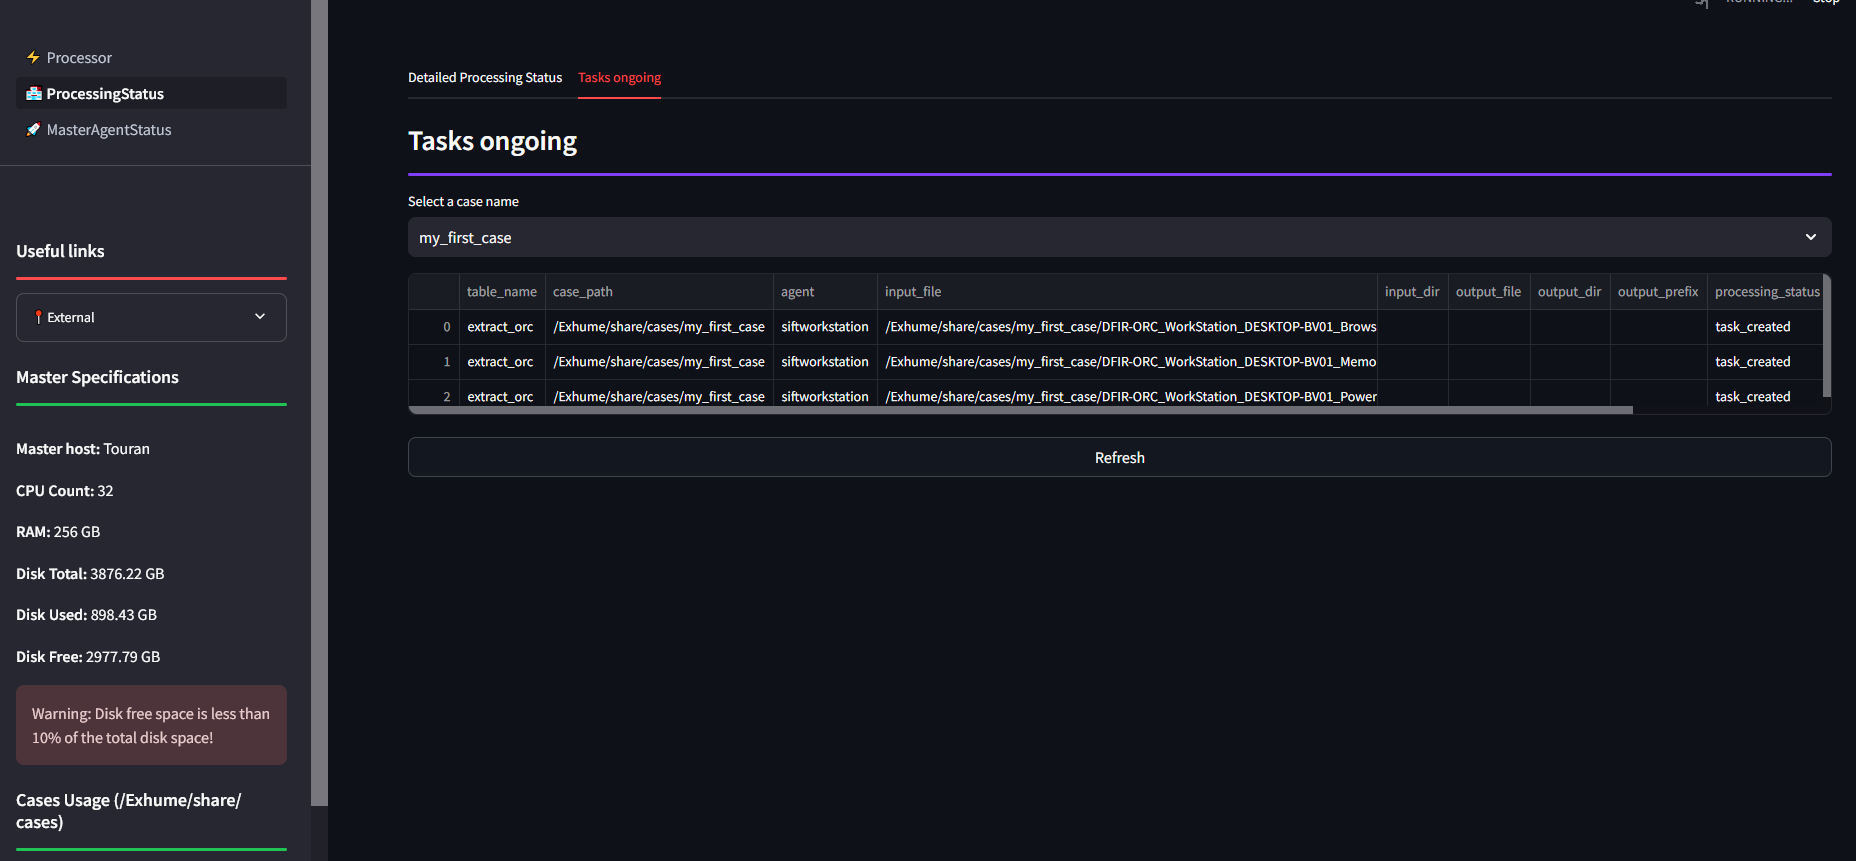 Processor
ProcessingStatus
MasterAgentStatus
Useful links
External
Master Specifications
Master host: Touran
CPU Count: 32
RAM: 256 GB
Disk Total: 3876.22 GB
Disk Used: 898.43 GB
Disk Free: 2977.79 GB
Warning: Disk free space is less than
10% of the total disk space!
Cases Usage (/Exhume/share/
cases)
RUNNING... Stop
Detailed Processing Status Tasks ongoing
Tasks ongoing
Select a case name
my_first_case
table_name case_path agent input_file input_dir output_file output_dir output_prefix processing_status
0 extract_orc /Exhume/share/cases/my_first_case siftworkstation /Exhume/share/cases/my_first_case/DFIR-ORC_WorkStation_DESKTOP-BV01_Brows task_created
1 extract_orc /Exhume/share/cases/my_first_case siftworkstation /Exhume/share/cases/my_first_case/DFIR-ORC_WorkStation_DESKTOP-BV01_Memo task_created
2 extract_orc /Exhume/share/cases/my_first_case siftworkstation /Exhume/share/cases/my_first_case/DFIR-ORC_WorkStation_DESKTOP-BV01_Power task_created
Refresh